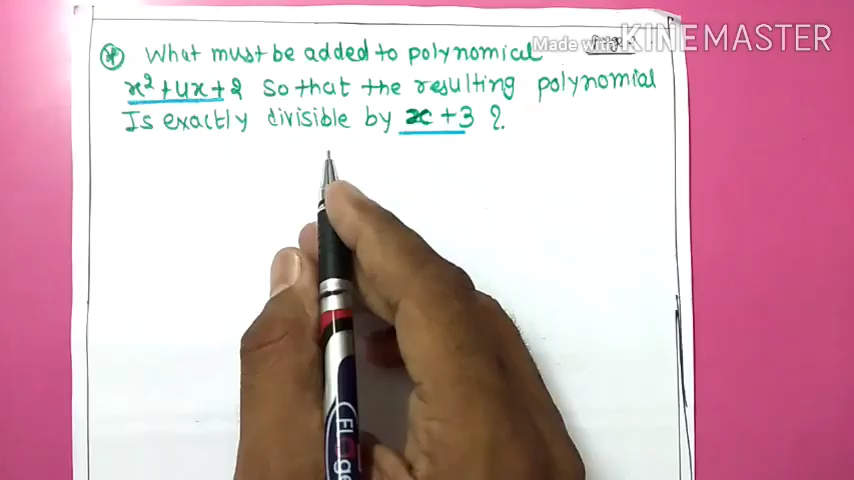 What must be added to polynomial
x² + 4x + 2 so that the resulting polynomial
Is exactly divisible by x + 3 ?
Made with KINEMASTER